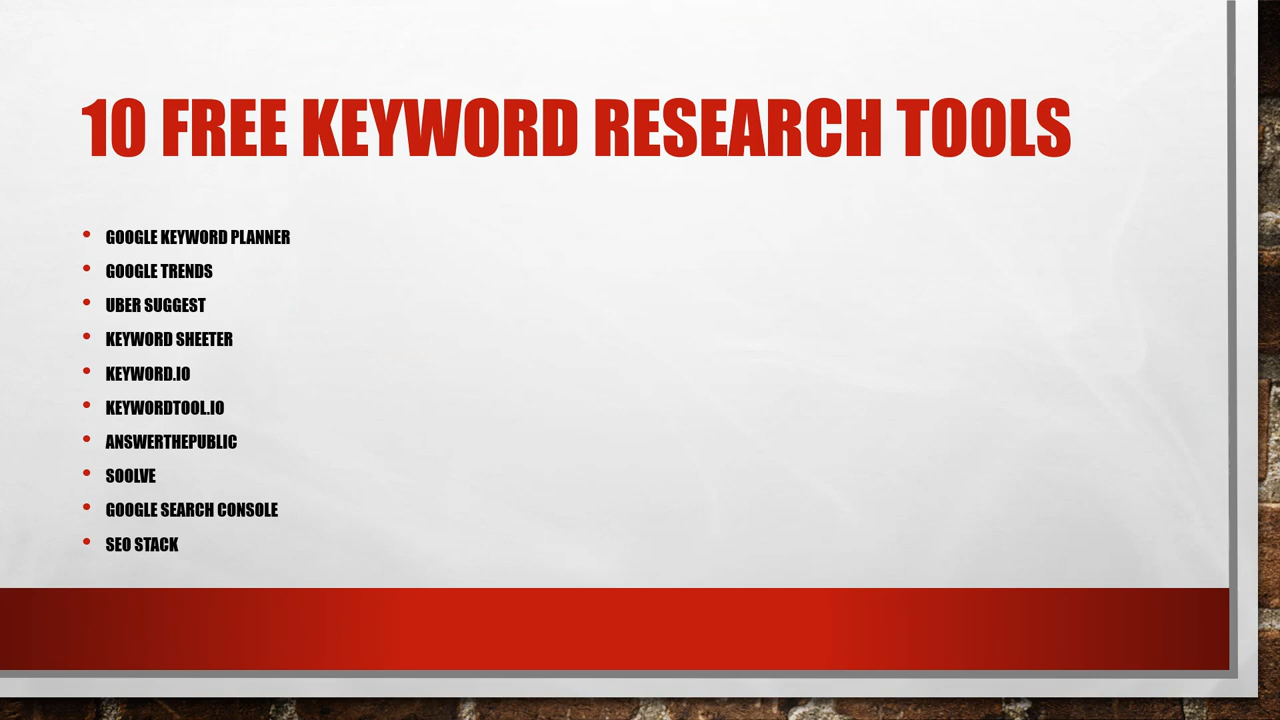 10 FREE KEYWORD RESEARCH TOOLS
• GOOGLE KEYWORD PLANNER
• GOOGLE TRENDS
• UBER SUGGEST
• KEYWORD SHEETER
• KEYWORD.IO
• KEYWORDTOOL.IO
• ANSWERTHEPUBLIC
• SOOLVE
• GOOGLE SEARCH CONSOLE
• SEO STACK